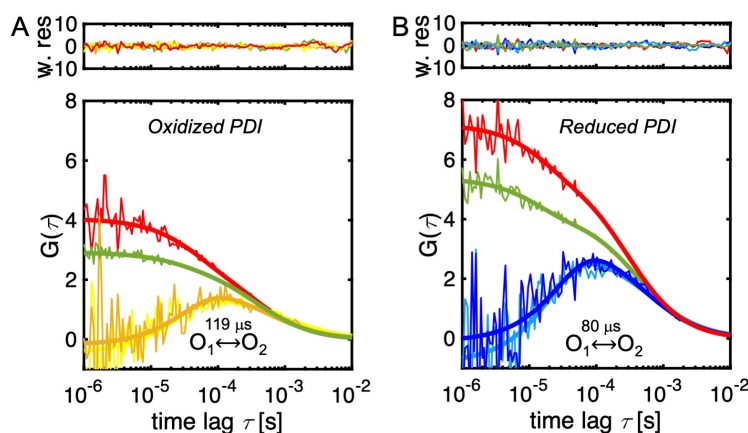 A
w. res
10
0
10
8
6
4
2
0
G(τ)
Oxidized PDI
119 μs
O₁↔O₂
10⁻⁶ 10⁻⁵ 10⁻⁴ 10⁻³ 10⁻²
time lag τ [s]
B
w. res
10
0
10
8
6
4
2
0
G(τ)
Reduced PDI
80 μs
O₁↔O₂
10⁻⁶ 10⁻⁵ 10⁻⁴ 10⁻³ 10⁻²
time lag τ [s]